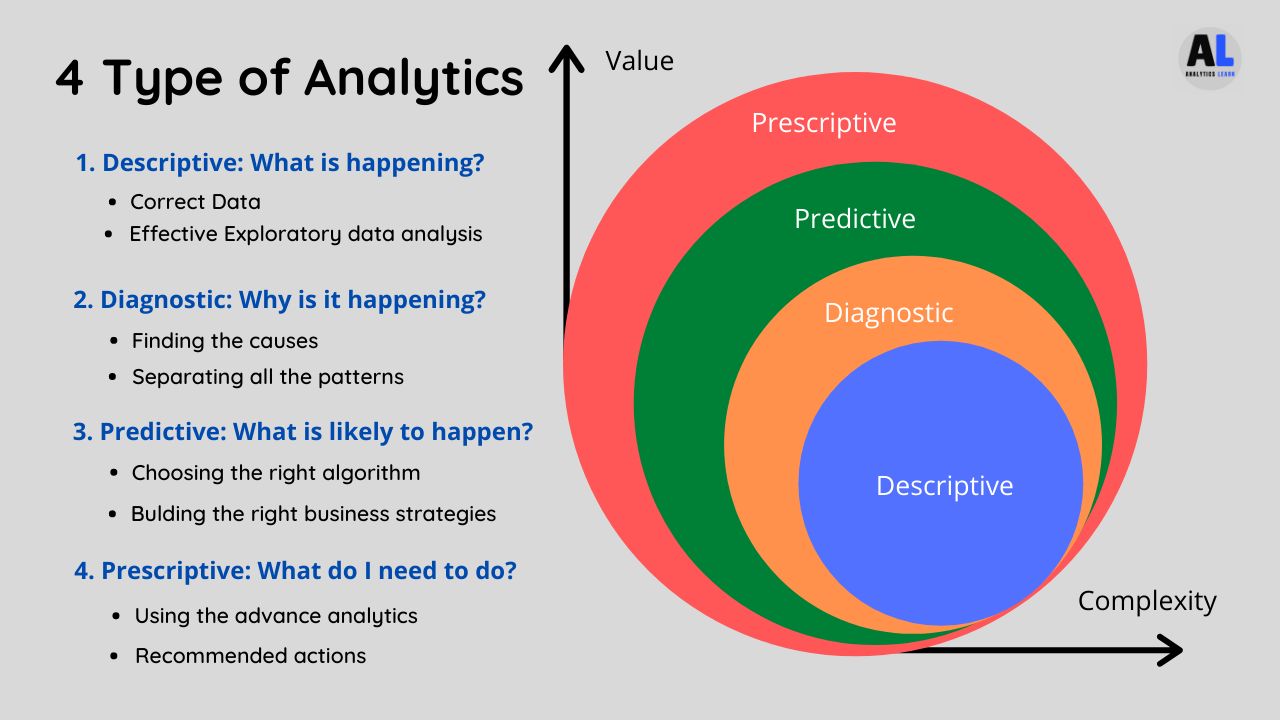 4 Type of Analytics
1. Descriptive: What is happening?
• Correct Data
• Effective Exploratory data analysis
2. Diagnostic: Why is it happening?
• Finding the causes
• Separating all the patterns
3. Predictive: What is likely to happen?
• Choosing the right algorithm
• Bulding the right business strategies
4. Prescriptive: What do I need to do?
• Using the advance analytics
• Recommended actions
Value
Prescriptive
Predictive
Diagnostic
Descriptive
Complexity
AL
ANALYTICS LEARN